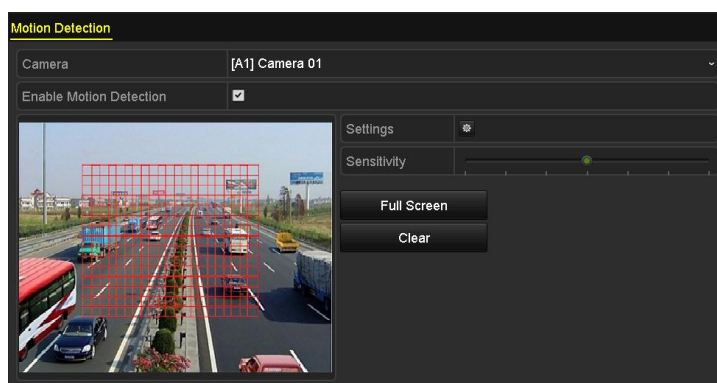 Motion Detection
Camera [A1] Camera 01
Enable Motion Detection
Settings
Sensitivity
Full Screen
Clear